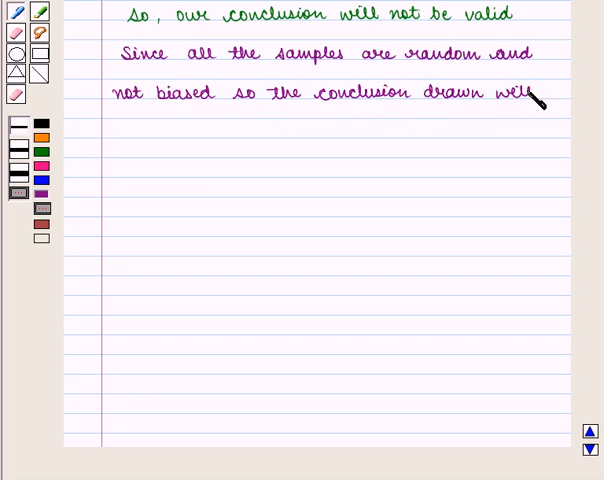 so, our conclusion will not be valid
Since all the samples are random and
not biased so the conclusion drawn will